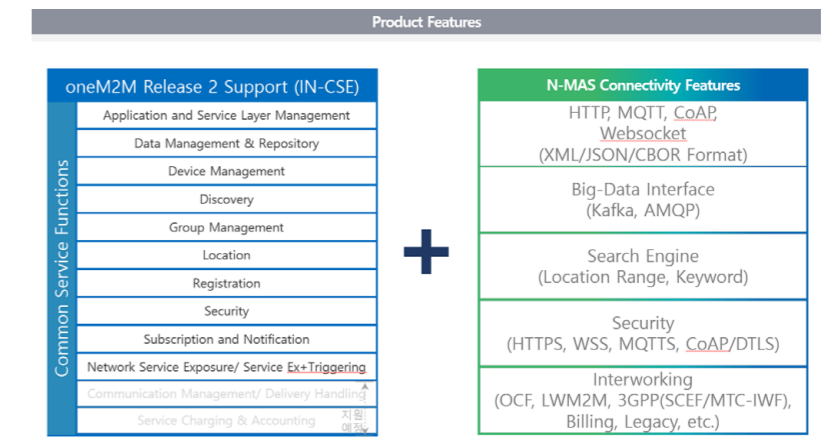 Product Features
oneM2M Release 2 Support (IN-CSE)
Common Service Functions
Application and Service Layer Management
Data Management & Repository
Device Management
Discovery
Group Management
Location
Registration
Security
Subscription and Notification
Network Service Exposure/ Service Ex+Triggering
Communication Management/ Delivery Handling
Service Charging & Accounting
지원
예정
+
N-MAS Connectivity Features
HTTP, MQTT, CoAP,
Websocket
(XML/JSON/CBOR Format)
Big-Data Interface
(Kafka, AMQP)
Search Engine
(Location Range, Keyword)
Security
(HTTPS, WSS, MQTTS, CoAP/DTLS)
Interworking
(OCF, LWM2M, 3GPP(SCEF/MTC-IWF),
Billing, Legacy, etc.)